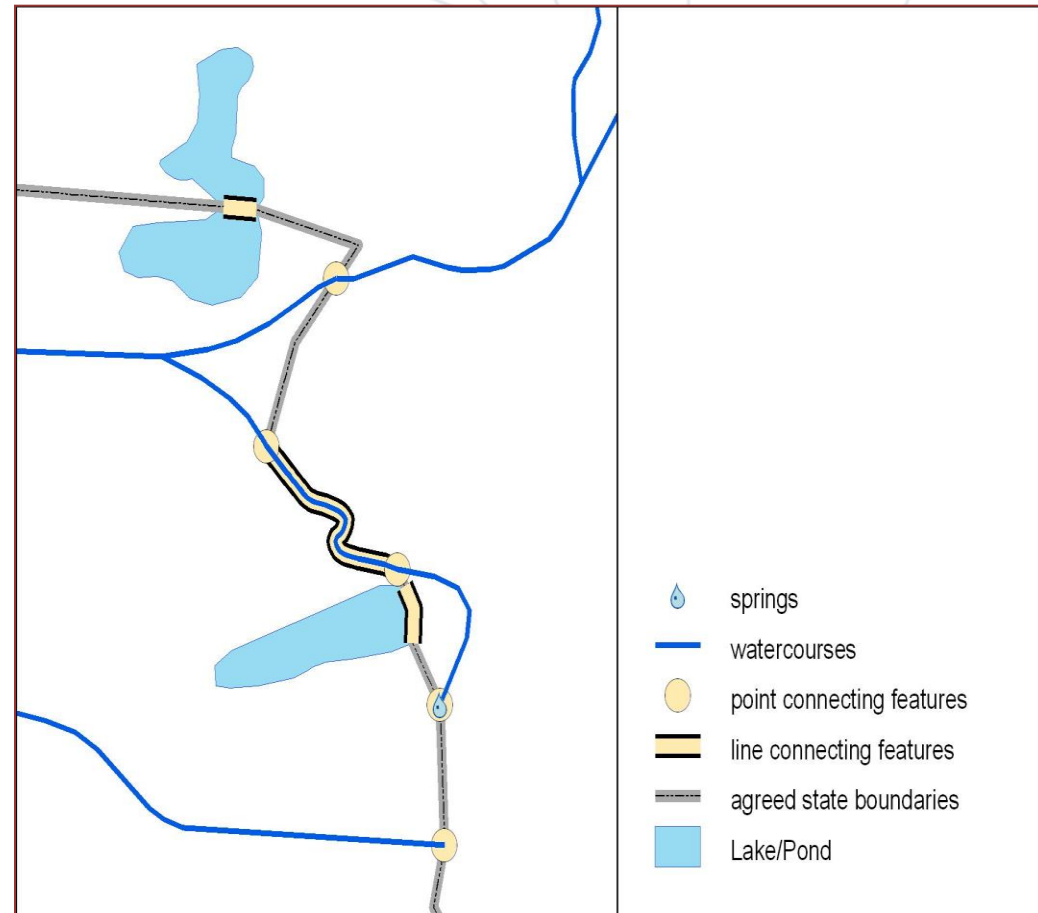 springs
watercourses
point connecting features
line connecting features
agreed state boundaries
Lake/Pond